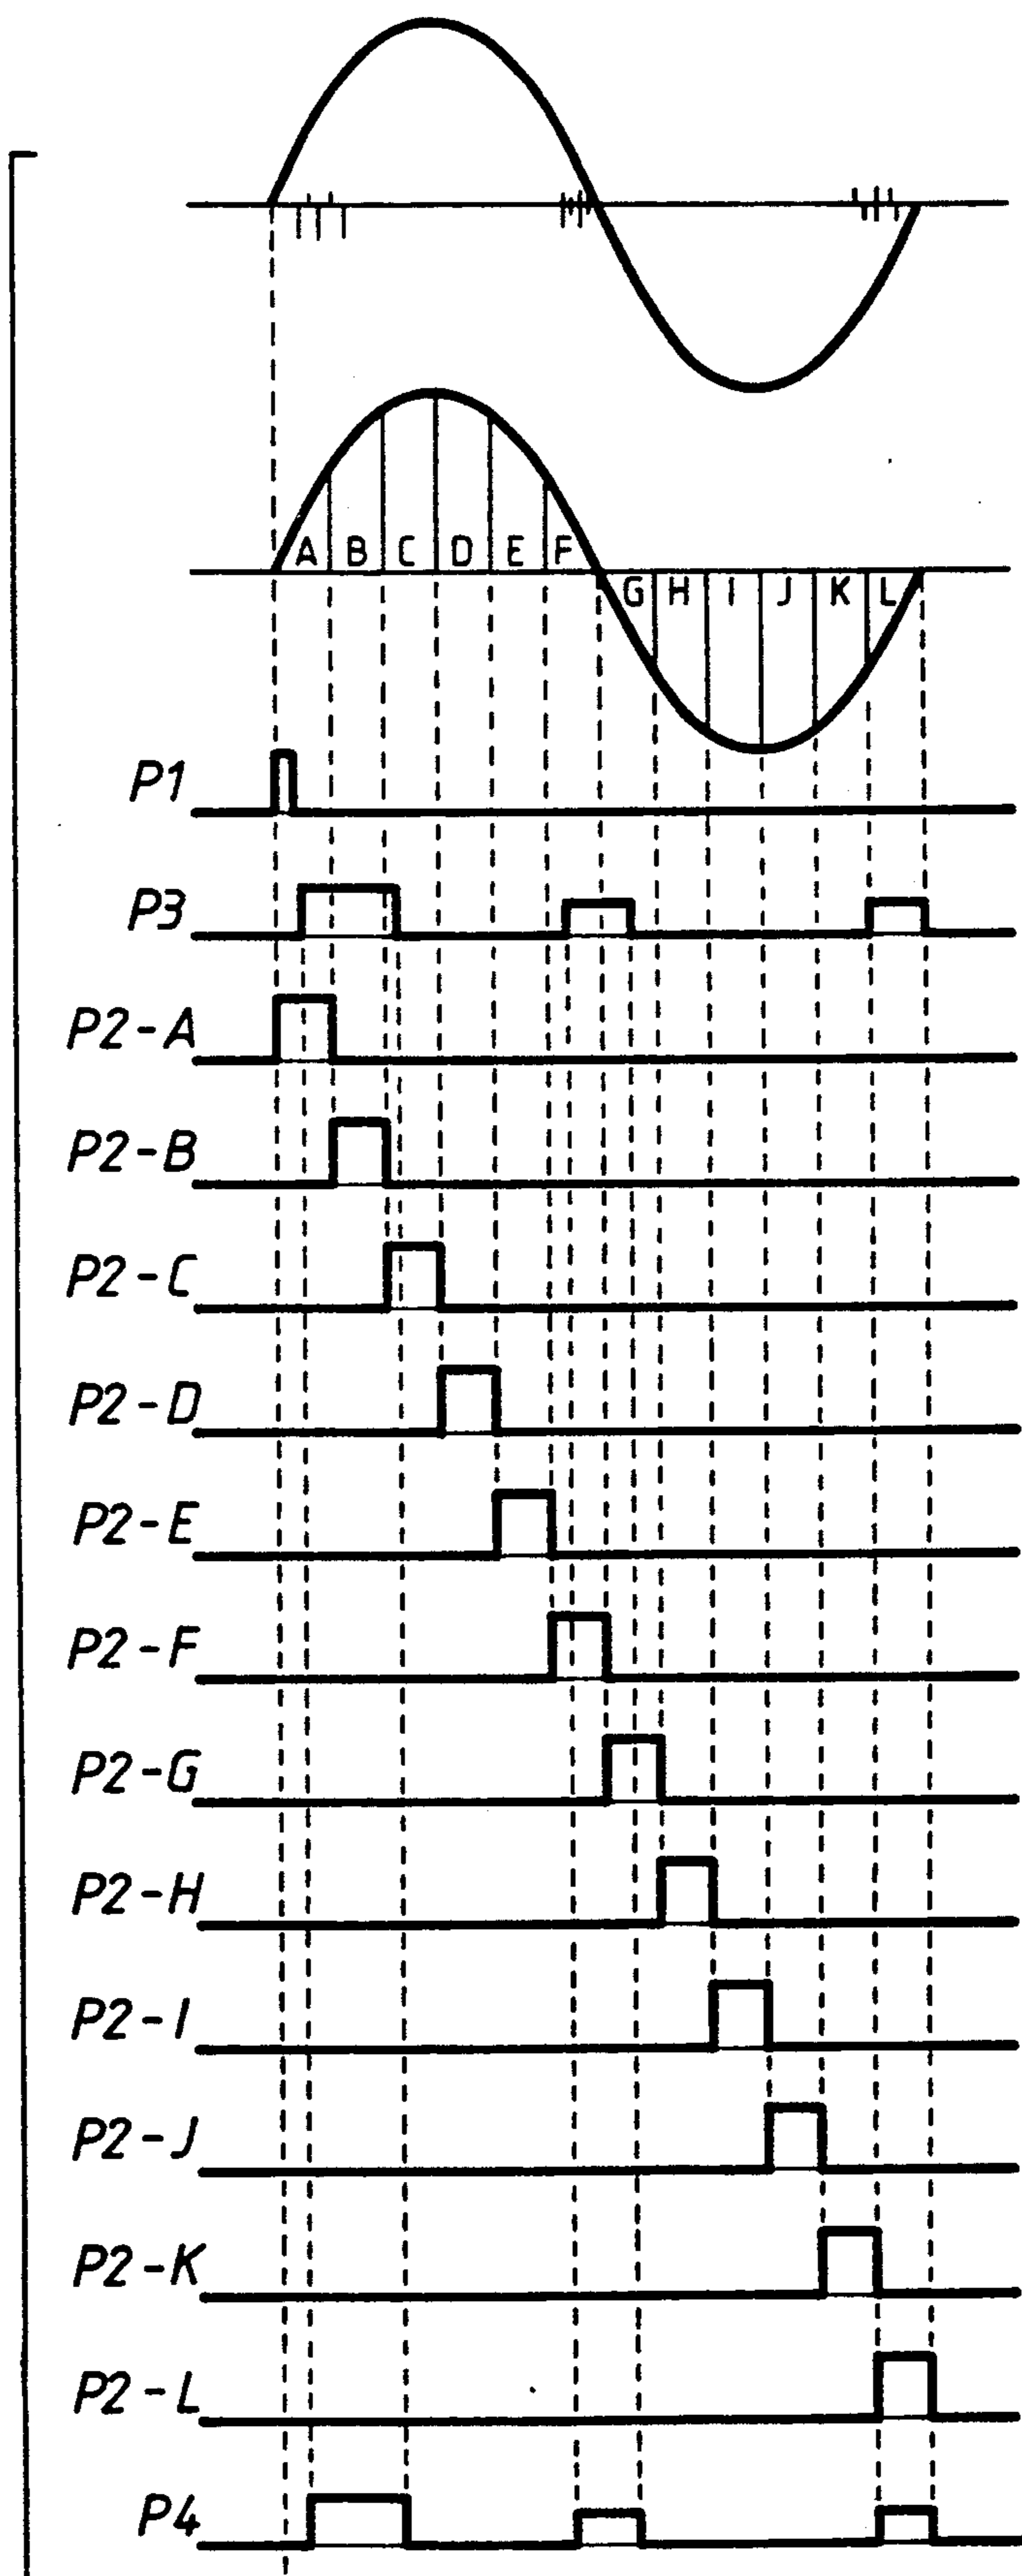 A B C D E F
G H I J K L
P1
P3
P2-A
P2-B
P2-C
P2-D
P2-E
P2-F
P2-G
P2-H
P2-I
P2-J
P2-K
P2-L
P4